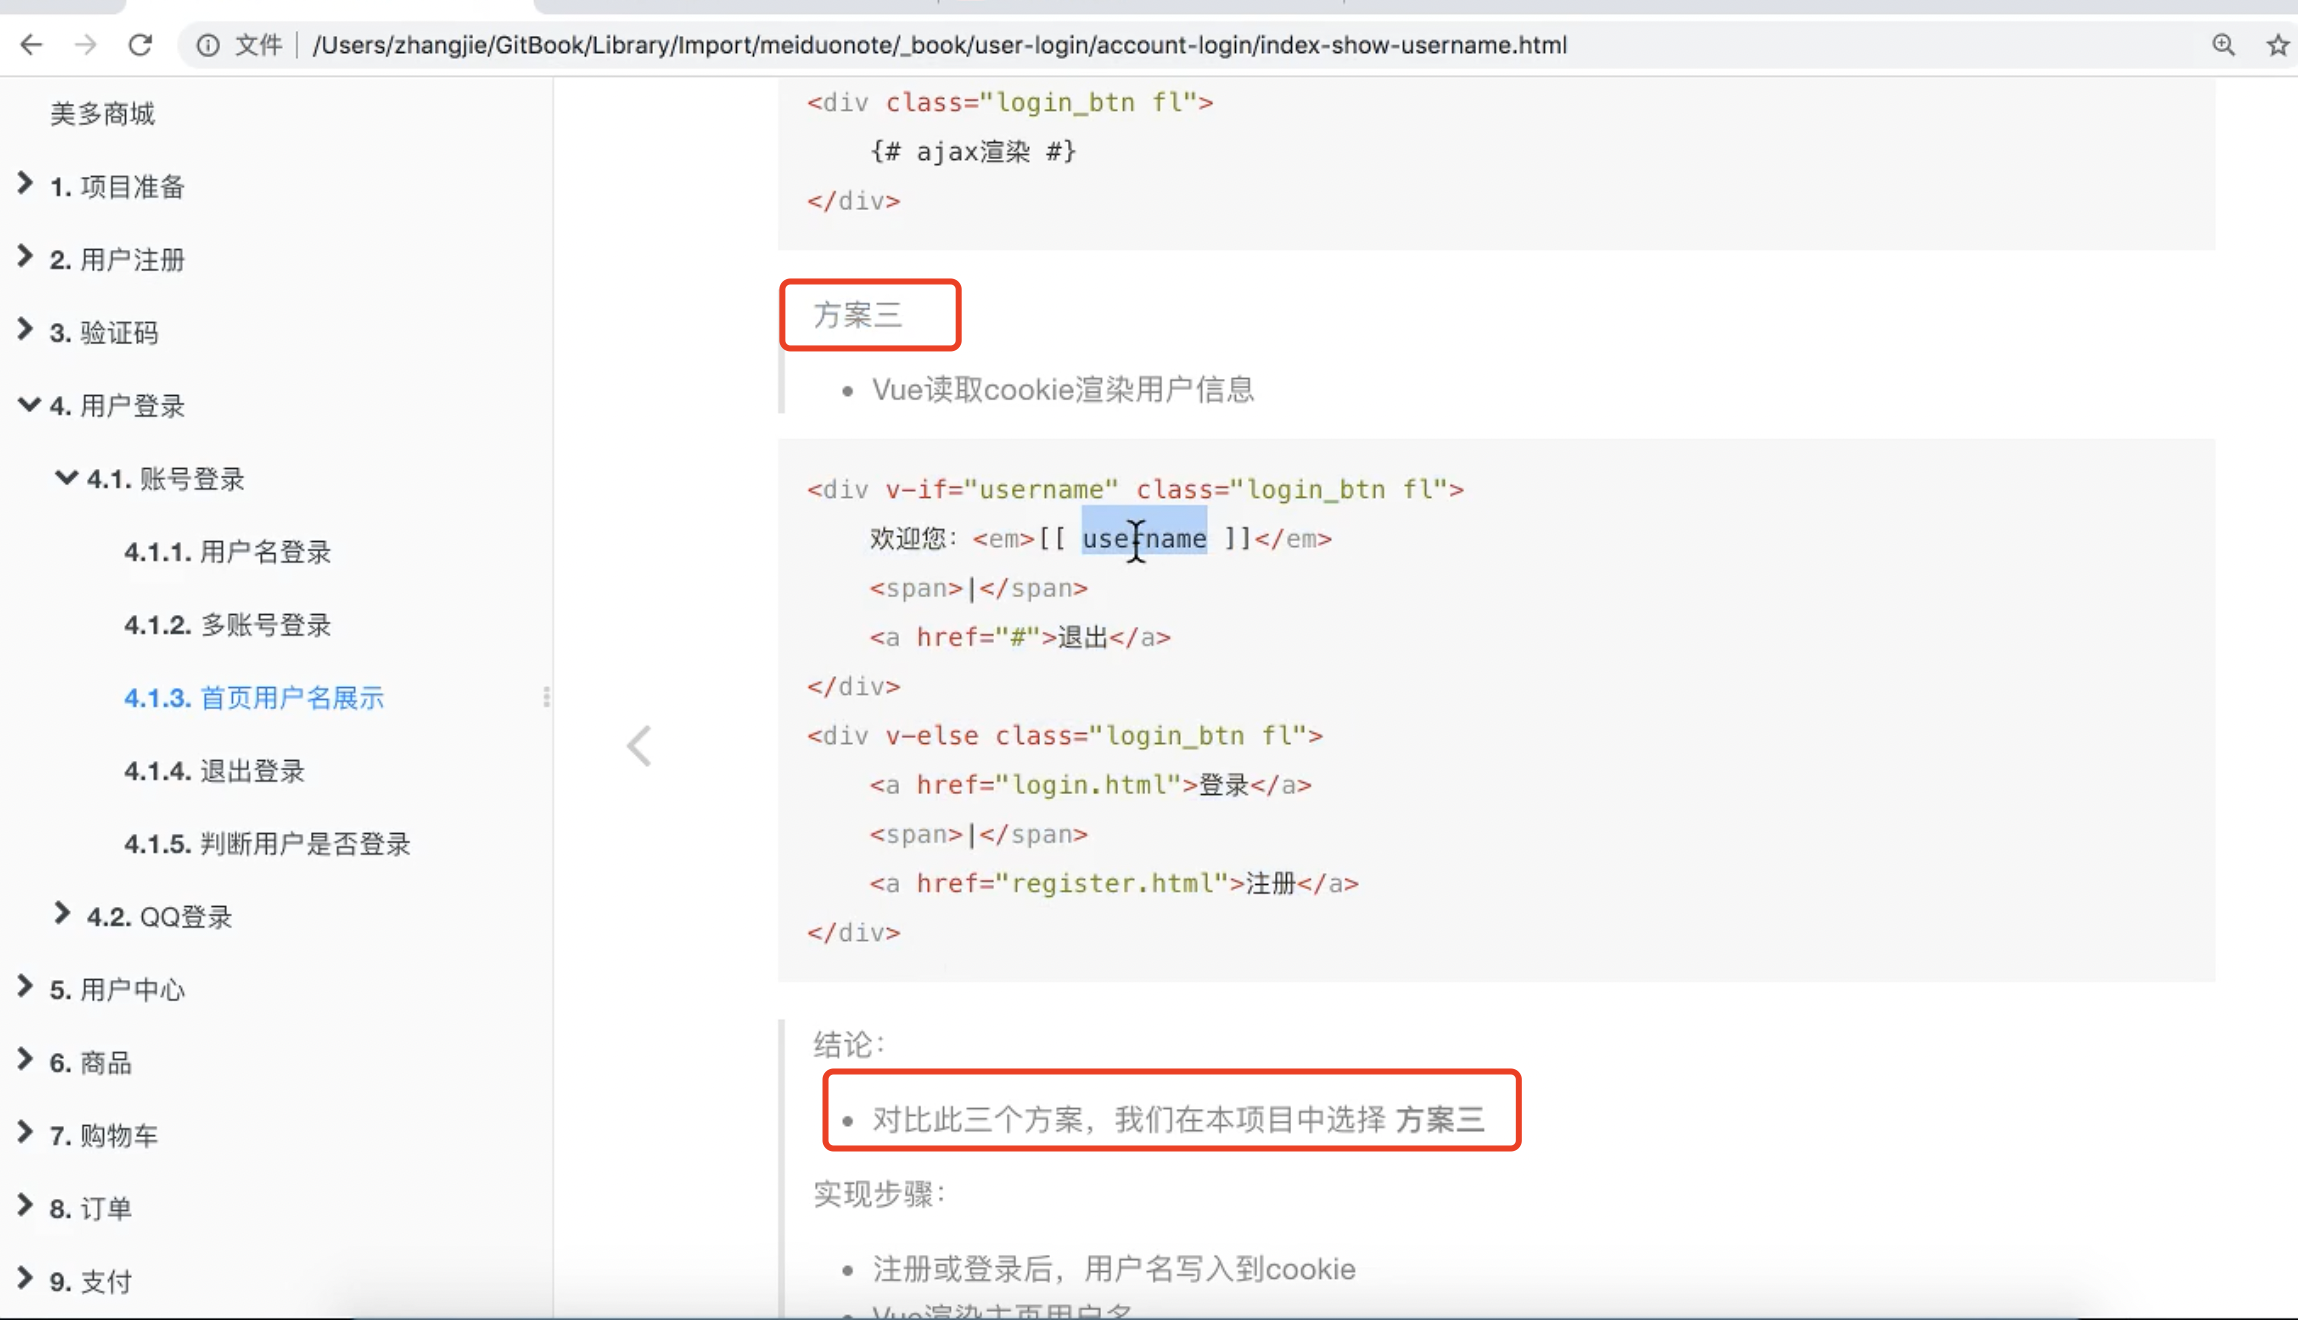 文件 /Users/zhangjie/GitBook/Library/Import/meiduonote/_book/user-login/account-login/index-show-username.html
美多商城
1. 项目准备
2. 用户注册
3. 验证码
4. 用户登录
4.1. 账号登录
4.1.1. 用户名登录
4.1.2. 多账号登录
4.1.3. 首页用户名展示
4.1.4. 退出登录
4.1.5. 判断用户是否登录
4.2. QQ登录
5. 用户中心
6. 商品
7. 购物车
8. 订单
9. 支付
<div class="login_btn fl">
{# ajax渲染 #}
</div>
方案三
• Vue读取cookie渲染用户信息
<div v-if="username" class="login_btn fl">
欢迎您：<em>[[ username ]]</em>
<span>|</span>
<a href="#">退出</a>
</div>
<div v-else class="login_btn fl">
<a href="login.html">登录</a>
<span>|</span>
<a href="register.html">注册</a>
</div>
结论：
• 对比此三个方案，我们在本项目中选择 方案三
实现步骤：
• 注册或登录后，用户名写入到cookie
• Vue渲染主页用户名